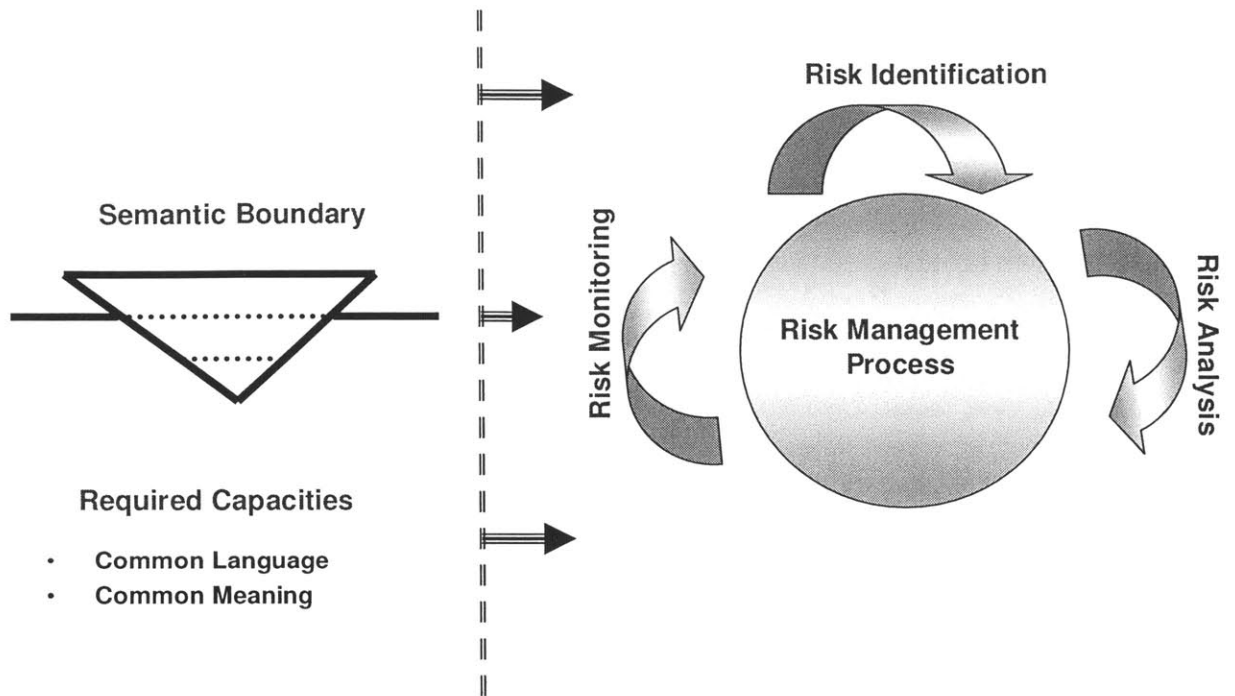 Semantic Boundary
Required Capacities
• Common Language
• Common Meaning
Risk Identification
Risk Monitoring
Risk Management
Process
Risk Analysis